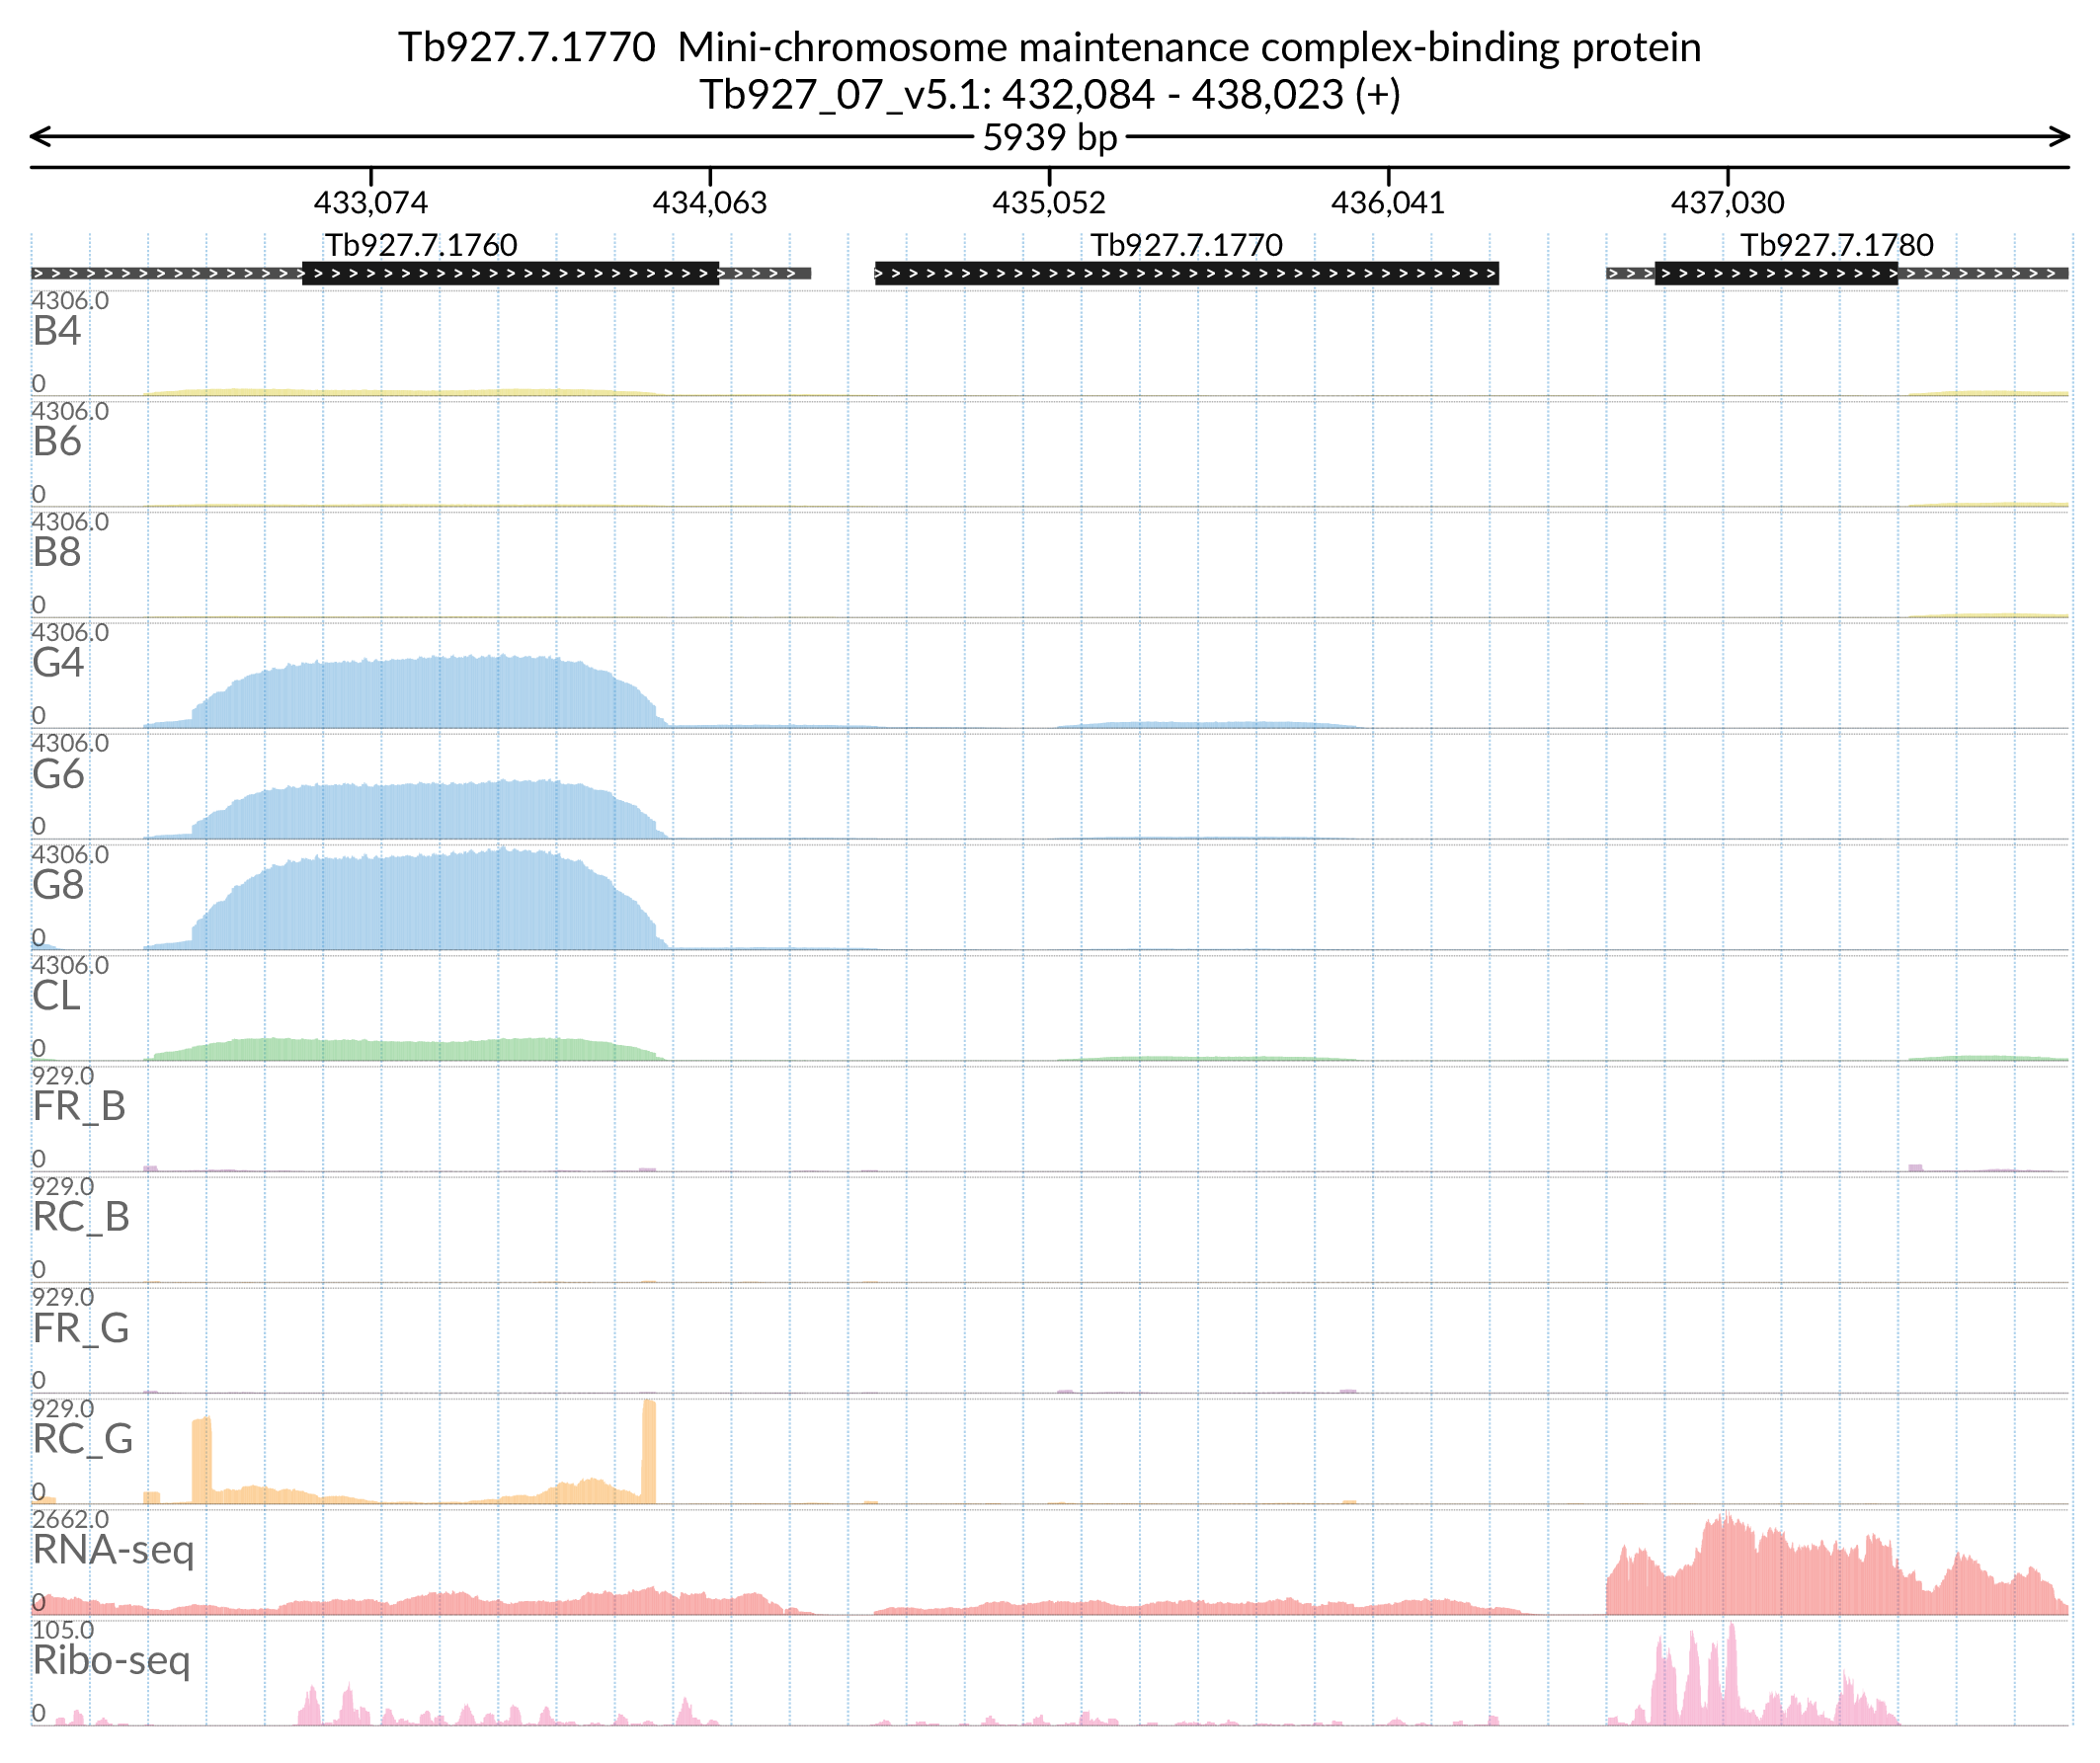 Tb927.7.1770 Mini-chromosome maintenance complex-binding protein
Tb927_07_v5.1: 432,084 - 438,023 (+)
5939 bp
433,074 434,063 435,052 436,041 437,030
Tb927.7.1760 Tb927.7.1770 Tb927.7.1780
4306.0
B4
0
4306.0
B6
0
4306.0
B8
0
4306.0
G4
0
4306.0
G6
0
4306.0
G8
0
4306.0
CL
0
929.0
FR_B
0
929.0
RC_B
0
929.0
FR_G
0
929.0
RC_G
0
2662.0
RNA-seq
0
105.0
Ribo-seq
0